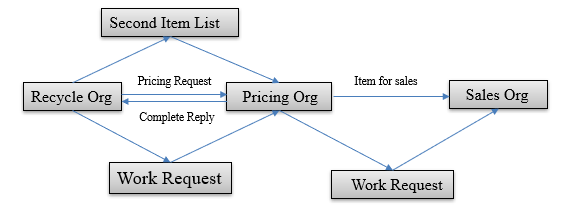 Second Item List
Pricing Request
Item for sales
Recycle Org
Pricing Org
Sales Org
Complete Reply
Work Request
Work Request